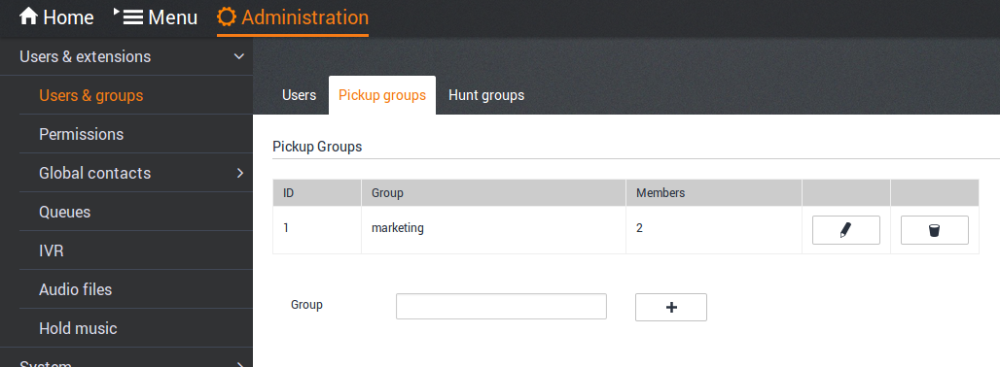 Home Menu Administration
Users & extensions
Users & groups
Permissions
Global contacts
Queues
IVR
Audio files
Hold music
System
Users Pickup groups Hunt groups
Pickup Groups
ID Group Members
1 marketing 2
Group